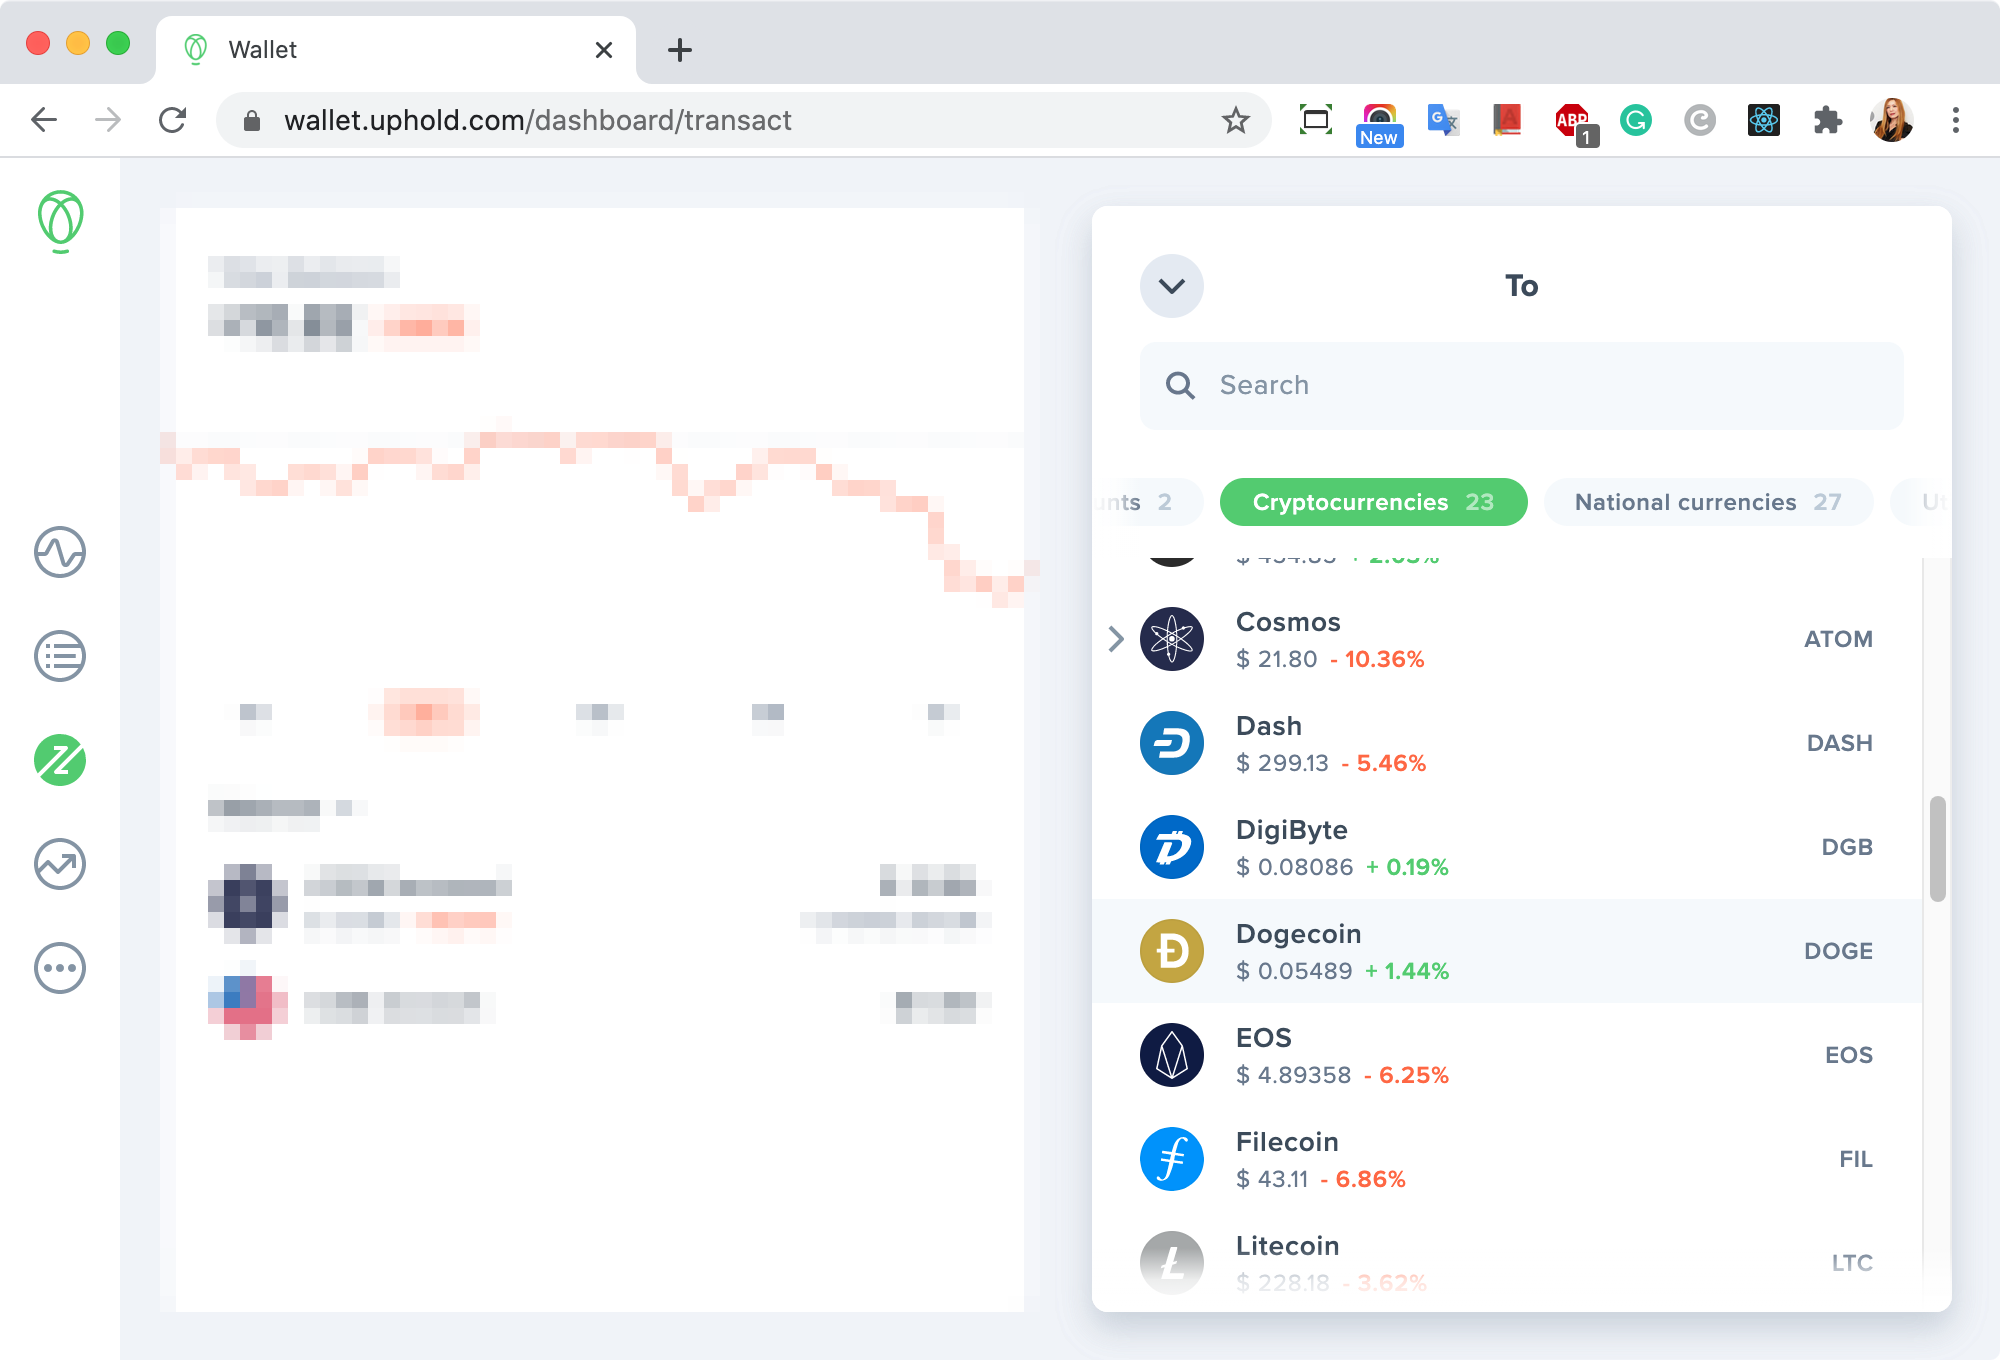 Wallet
wallet.uphold.com/dashboard/transact
New
ABP
1
To
Search
2
Cryptocurrencies 23
National currencies 27
Cosmos
$ 21.80 - 10.36%
ATOM
Dash
$ 299.13 - 5.46%
DASH
DigiByte
$ 0.08086 + 0.19%
DGB
Dogecoin
$ 0.05489 + 1.44%
DOGE
EOS
$ 4.89358 - 6.25%
EOS
Filecoin
$ 43.11 - 6.86%
FIL
Litecoin
$ 228.18 - 3.62%
LTC